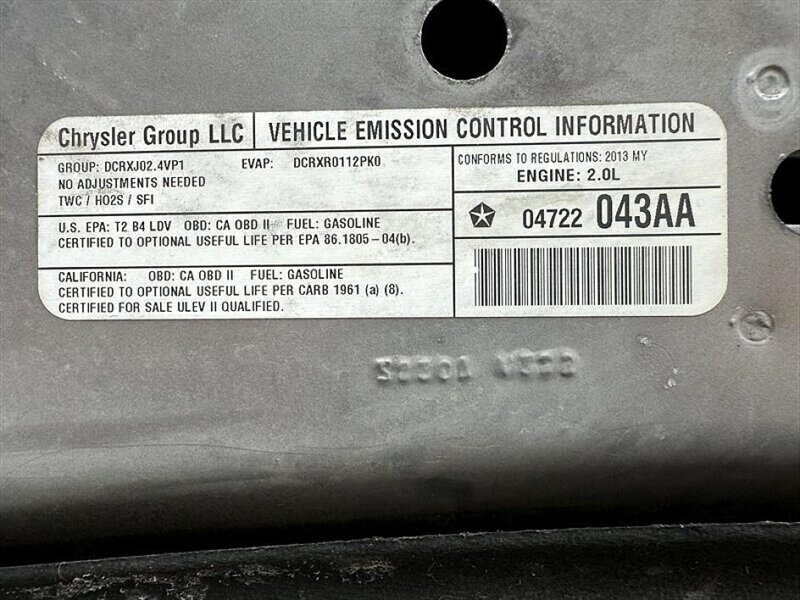 Chrysler Group LLC
VEHICLE EMISSION CONTROL INFORMATION
GROUP: DCRXJ02.4VP1 EVAP: DCRXR0112PK0
NO ADJUSTMENTS NEEDED
TWC / HO2S / SFI
U.S. EPA: T2 B4 LDV OBD: CA OBD II FUEL: GASOLINE
CERTIFIED TO OPTIONAL USEFUL LIFE PER EPA 86.1805-04(b).
CALIFORNIA: OBD: CA OBD II FUEL: GASOLINE
CERTIFIED TO OPTIONAL USEFUL LIFE PER CARB 1961 (a) (8).
CERTIFIED FOR SALE ULEV II QUALIFIED.
CONFORMS TO REGULATIONS: 2013 MY
ENGINE: 2.0L
04722 043AA